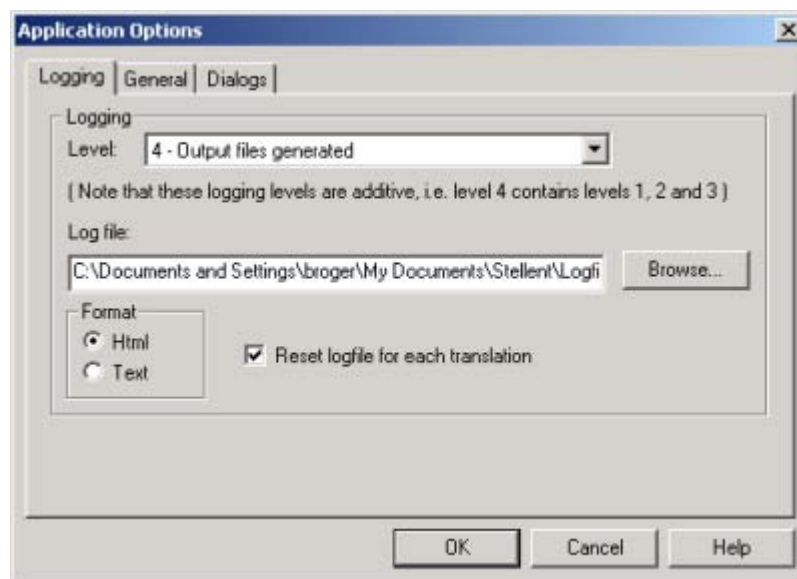 Application Options
Logging General Dialogs
Logging
Level: 4 - Output files generated
( Note that these logging levels are additive, i.e. level 4 contains levels 1, 2 and 3 )
Log file:
C:\Documents and Settings\broger\My Documents\Stellent\Logfi Browse...
Format
Html
Text
Reset logfile for each translation
OK Cancel Help